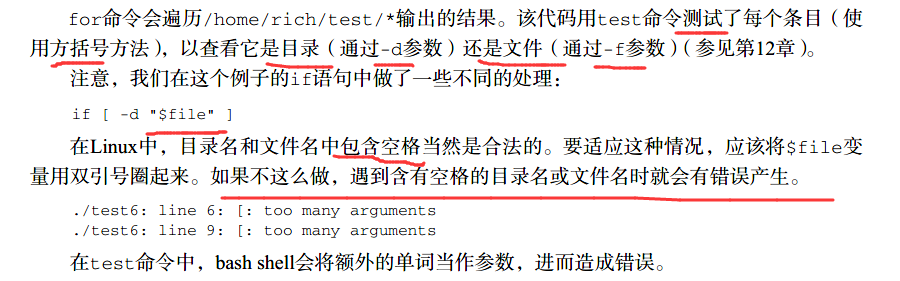 for命令会遍历/home/rich/test/*输出的结果。该代码用test命令测试了每个条目（使
用方括号方法），以查看它是目录（通过-d参数）还是文件（通过-f参数）（参见第12章）。
注意，我们在这个例子的if语句中做了一些不同的处理：
if [ -d "$file" ]
在Linux中，目录名和文件名中包含空格当然是合法的。要适应这种情况，应该将$file变
量用双引号圈起来。如果不这么做，遇到含有空格的目录名或文件名时就会有错误产生。
./test6: line 6: [: too many arguments
./test6: line 9: [: too many arguments
在test命令中，bash shell会将额外的单词当作参数，进而造成错误。